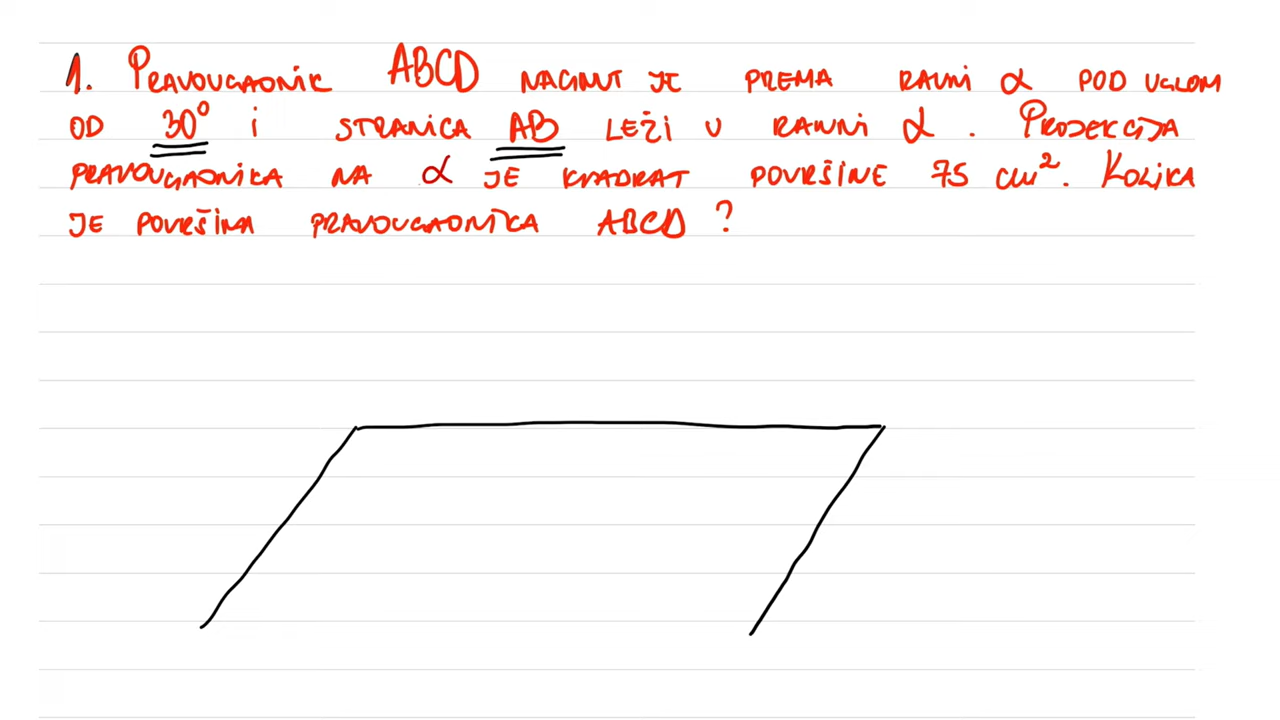 1. PRAVOUGAONIK ABCD NAGNUT JE PREMA RAVNI α POD UGLOM
OD 30° I STRANICA AB LEŽI U RAVNI α. PROJEKCIJA
PRAVOUGAONIKA NA α JE KVADRAT POVRŠINE 75 cm². KOLIKA
JE POVRŠINA PRAVOUGAONIKA ABCD?